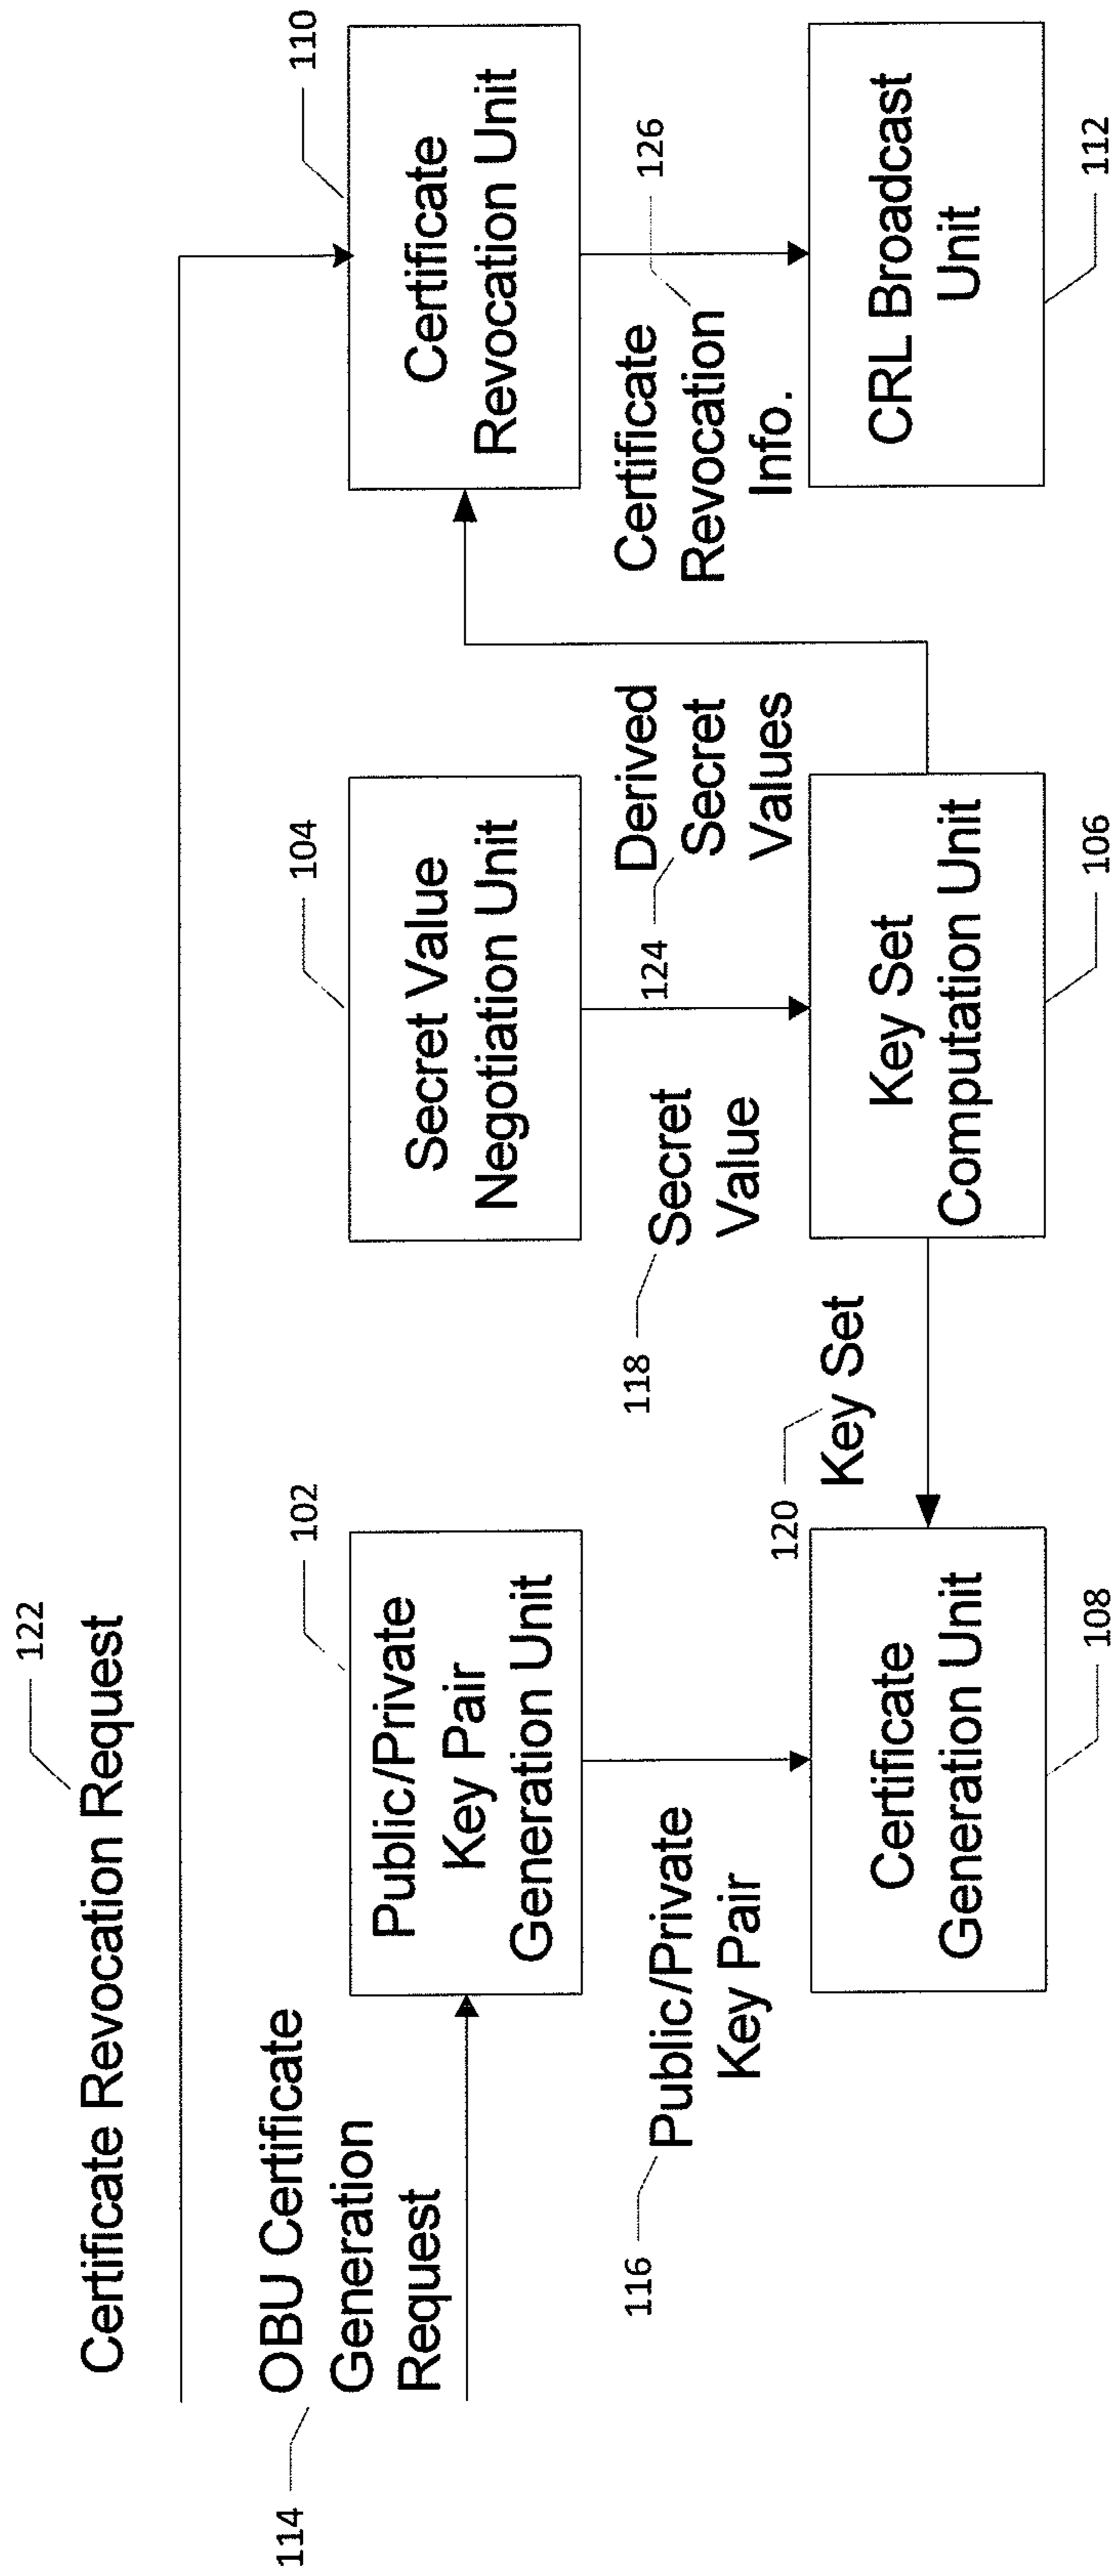 122
Certificate Revocation Request
114
OBU Certificate
Generation
Request
102
Public/Private
Key Pair
Generation Unit
104
Secret Value
Negotiation Unit
110
Certificate
Revocation Unit
116
Public/Private
Key Pair
118
Secret
Value
124
Derived
Secret
Values
126
Certificate
Revocation
Info.
120
Key Set
Certificate
Generation Unit
108
Key Set
Computation Unit
106
CRL Broadcast
Unit
112